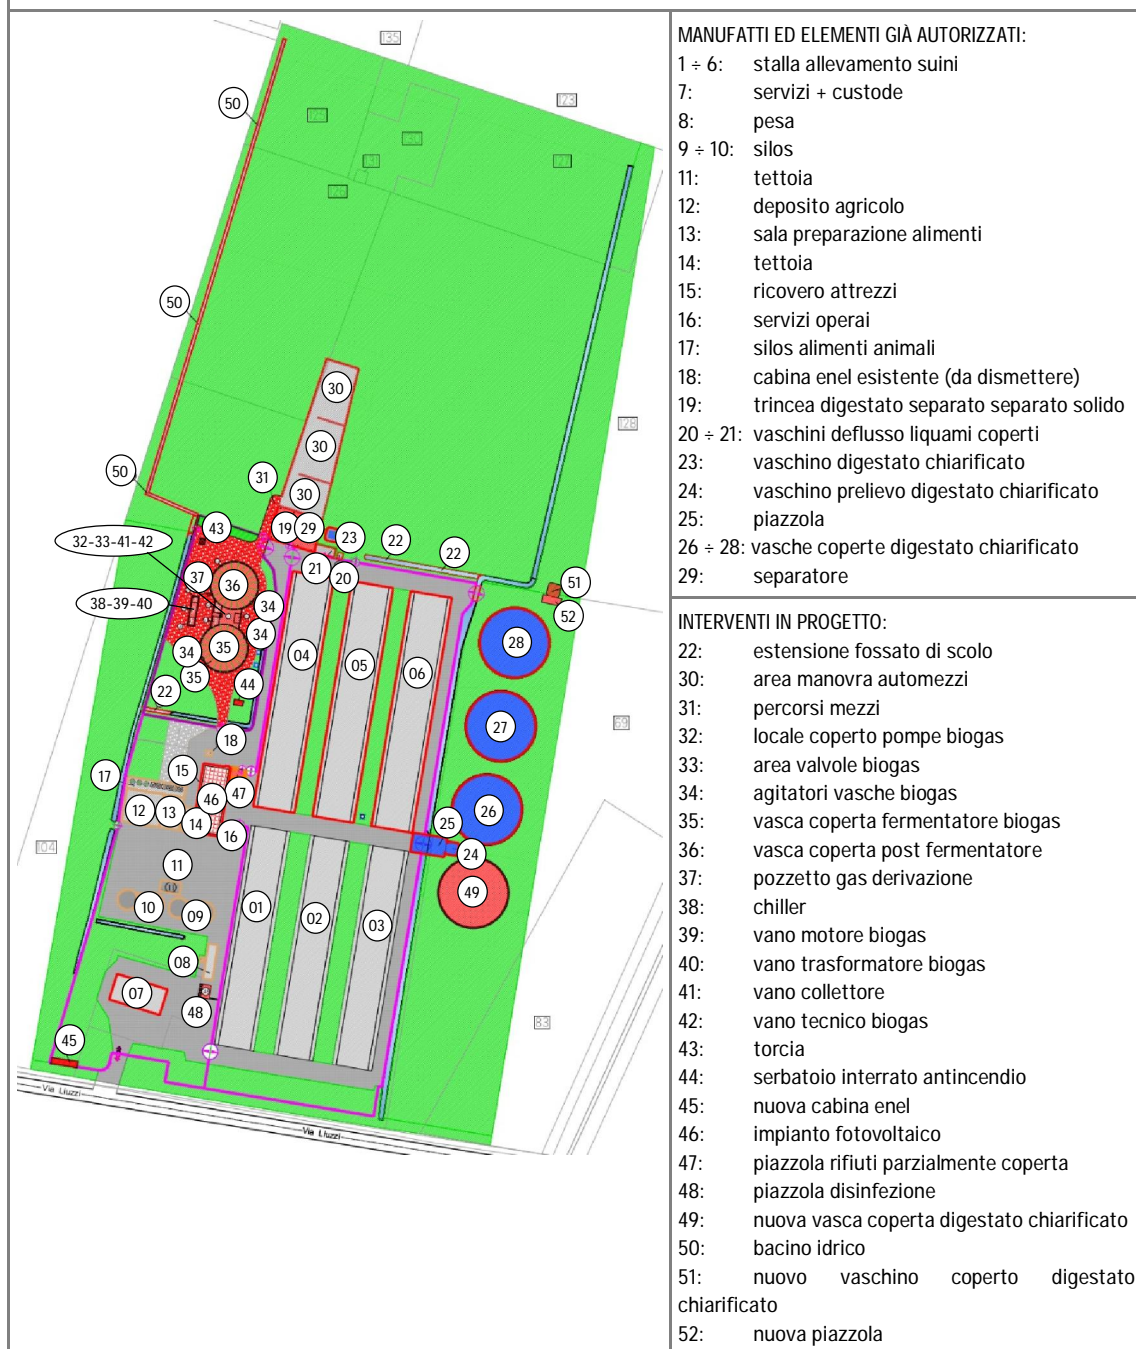 MANUFATTI ED ELEMENTI GIÀ AUTORIZZATI:
1 ÷ 6: stalla allevamento suini
7: servizi + custode
8: pesa
9 ÷ 10: silos
11: tettoia
12: deposito agricolo
13: sala preparazione alimenti
14: tettoia
15: ricovero attrezzi
16: servizi operai
17: silos alimenti animali
18: cabina enel esistente (da dismettere)
19: trincea digestato separato separato solido
20 ÷ 21: vaschini deflusso liquami coperti
23: vaschino digestato chiarificato
24: vaschino prelievo digestato chiarificato
25: piazzola
26 ÷ 28: vasche coperte digestato chiarificato
29: separatore
INTERVENTI IN PROGETTO:
22: estensione fossato di scolo
30: area manovra automezzi
31: percorsi mezzi
32: locale coperto pompe biogas
33: area valvole biogas
34: agitatori vasche biogas
35: vasca coperta fermentatore biogas
36: vasca coperta post fermentatore
37: pozzetto gas derivazione
38: chiller
39: vano motore biogas
40: vano trasformatore biogas
41: vano collettore
42: vano tecnico biogas
43: torcia
44: serbatoio interrato antincendio
45: nuova cabina enel
46: impianto fotovoltaico
47: piazzola rifiuti parzialmente coperta
48: piazzola disinfezione
49: nuova vasca coperta digestato chiarificato
50: bacino idrico
51: nuovo vaschino coperto digestato
chiarificato
52: nuova piazzola
135
123
50
50
128
30
30
30
50
31
43
19
29
23
22
22
32-33-41-42
21
20
51
37
36
52
38-39-40
34
34
28
34
35
04
05
06
35
44
22
69
27
18
17
15
47
46
12
13
14
16
26
25
24
104
11
49
10
09
01
02
03
08
07
48
83
45
Via Liuzzi
Via Liuzzi